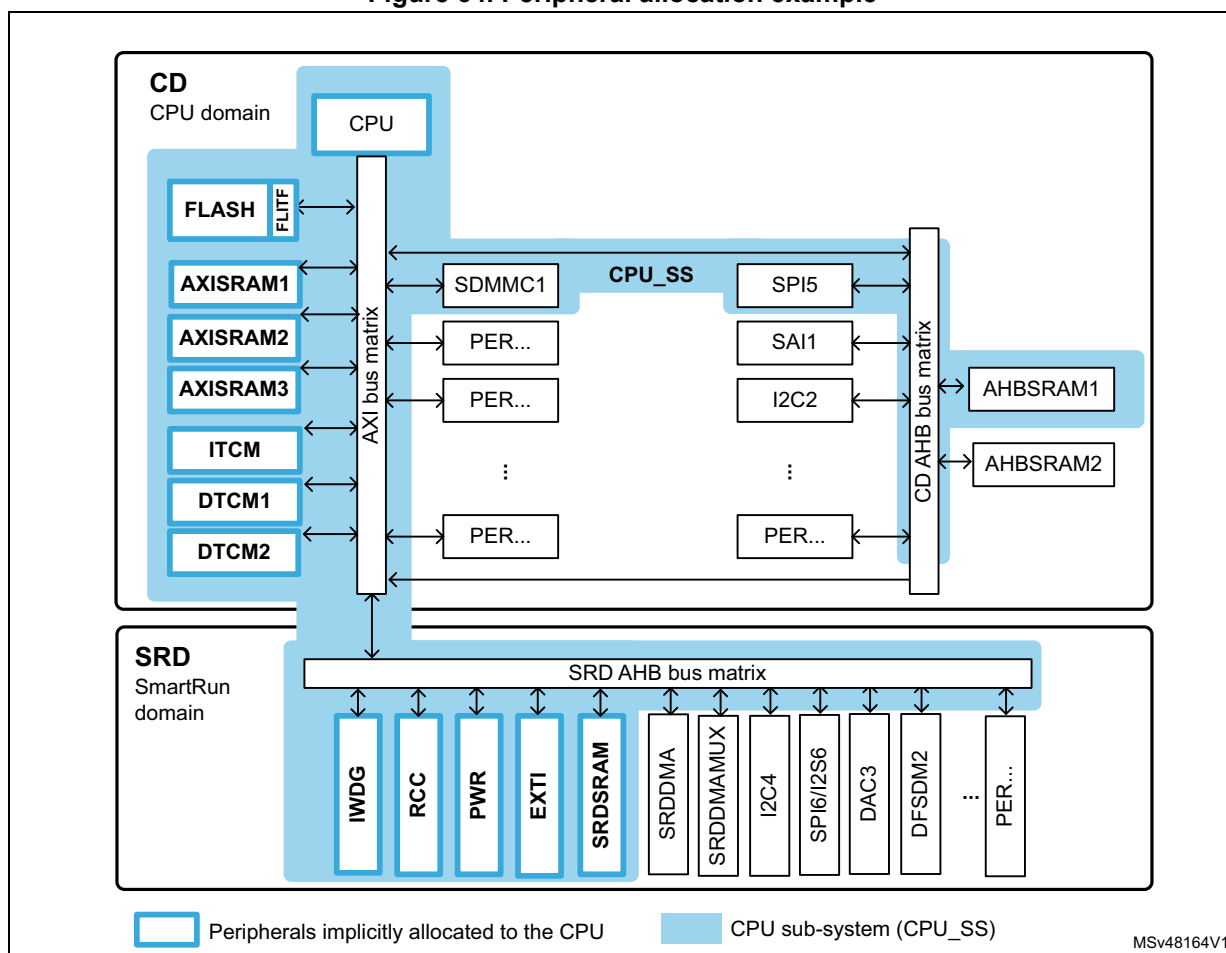 CD
CPU domain
CPU
FLASH
FLITF
AXISRAM1
AXISRAM2
AXISRAM3
ITCM
DTCM1
DTCM2
AXI bus matrix
CPU_SS
SDMMC1
PER...
PER...
...
PER...
SPI5
SAI1
I2C2
...
PER...
CD AHB bus matrix
AHBSRAM1
AHBSRAM2
SRD
SmartRun
domain
SRD AHB bus matrix
IWDG
RCC
PWR
EXTI
SRDSRAM
SRDDMA
SRDDMAMUX
I2C4
SPI6/I2S6
DAC3
DFSDM2
...
PER...
Peripherals implicitly allocated to the CPU
CPU sub-system (CPU_SS)
MSv48164V1